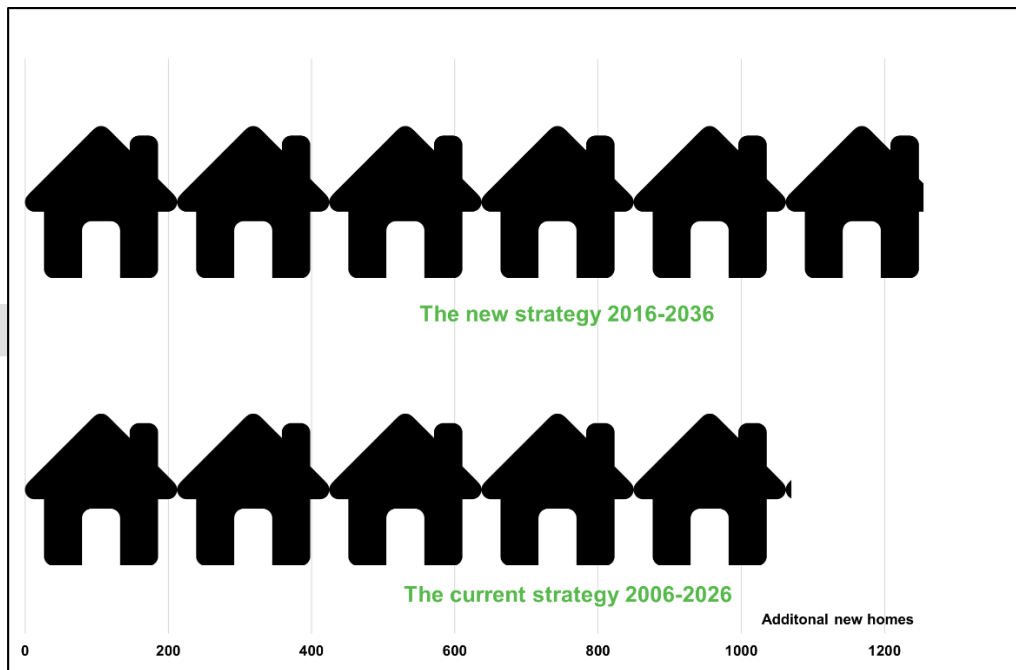 The new strategy 2016-2036
The current strategy 2006-2026
Additonal new homes
0 200 400 600 800 1000 1200